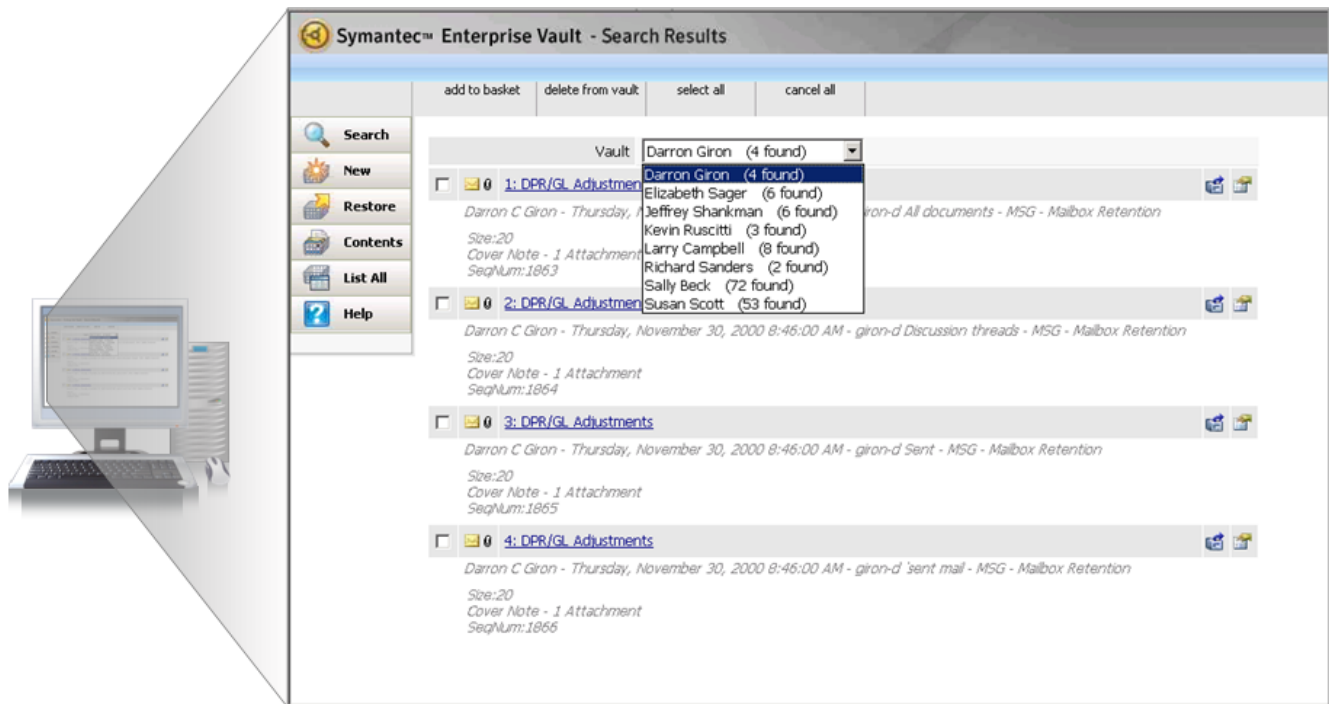 Symantec™ Enterprise Vault - Search Results
add to basket delete from vault select all cancel all
Search
New
Restore
Contents
List All
Help
Vault Darron Giron (4 found)
Darron Giron (4 found)
Elizabeth Sager (6 found)
Jeffrey Shankman (6 found)
Kevin Ruscitti (3 found)
Larry Campbell (8 found)
Richard Sanders (2 found)
Sally Beck (72 found)
Susan Scott (53 found)
1: DPR/GL Adjustmen
Darron C Giron - Thursday, iron-d All documents - MSG - Mailbox Retention
Size:20
Cover Note - 1 Attachment
SeqNum:1863
2: DPR/GL Adjustmen
Darron C Giron - Thursday, November 30, 2000 8:46:00 AM - giron-d Discussion threads - MSG - Mailbox Retention
Size:20
Cover Note - 1 Attachment
SeqNum:1864
3: DPR/GL Adjustments
Darron C Giron - Thursday, November 30, 2000 8:46:00 AM - giron-d Sent - MSG - Mailbox Retention
Size:20
Cover Note - 1 Attachment
SeqNum:1865
4: DPR/GL Adjustments
Darron C Giron - Thursday, November 30, 2000 8:46:00 AM - giron-d 'sent mail - MSG - Mailbox Retention
Size:20
Cover Note - 1 Attachment
SeqNum:1866